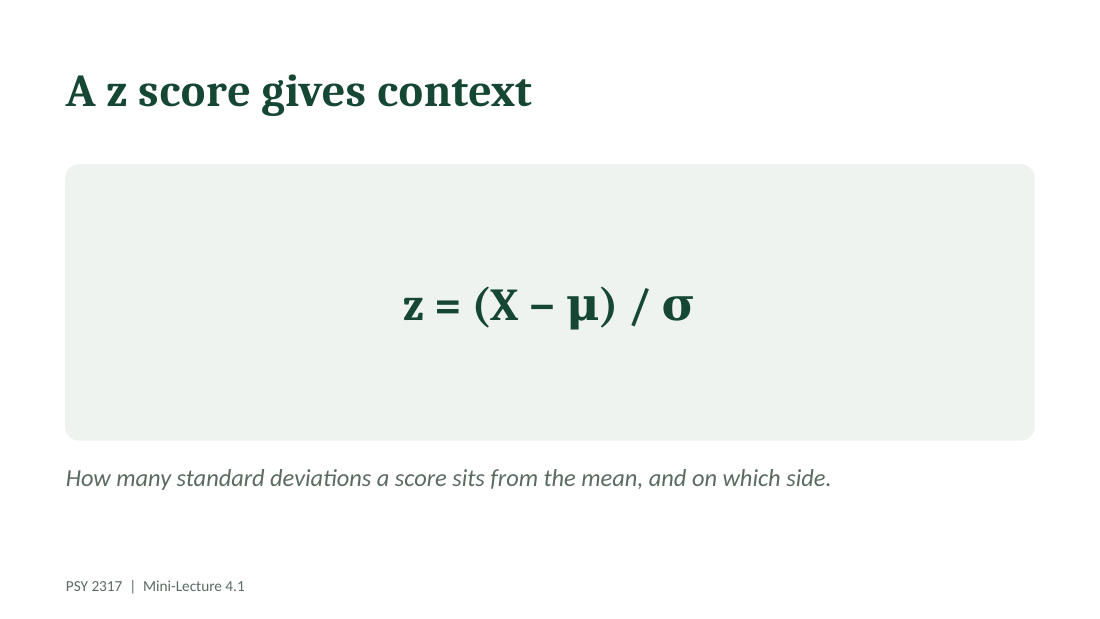 A z score gives context
z = (X − μ) / σ
How many standard deviations a score sits from the mean, and on which side.
PSY 2317 | Mini-Lecture 4.1